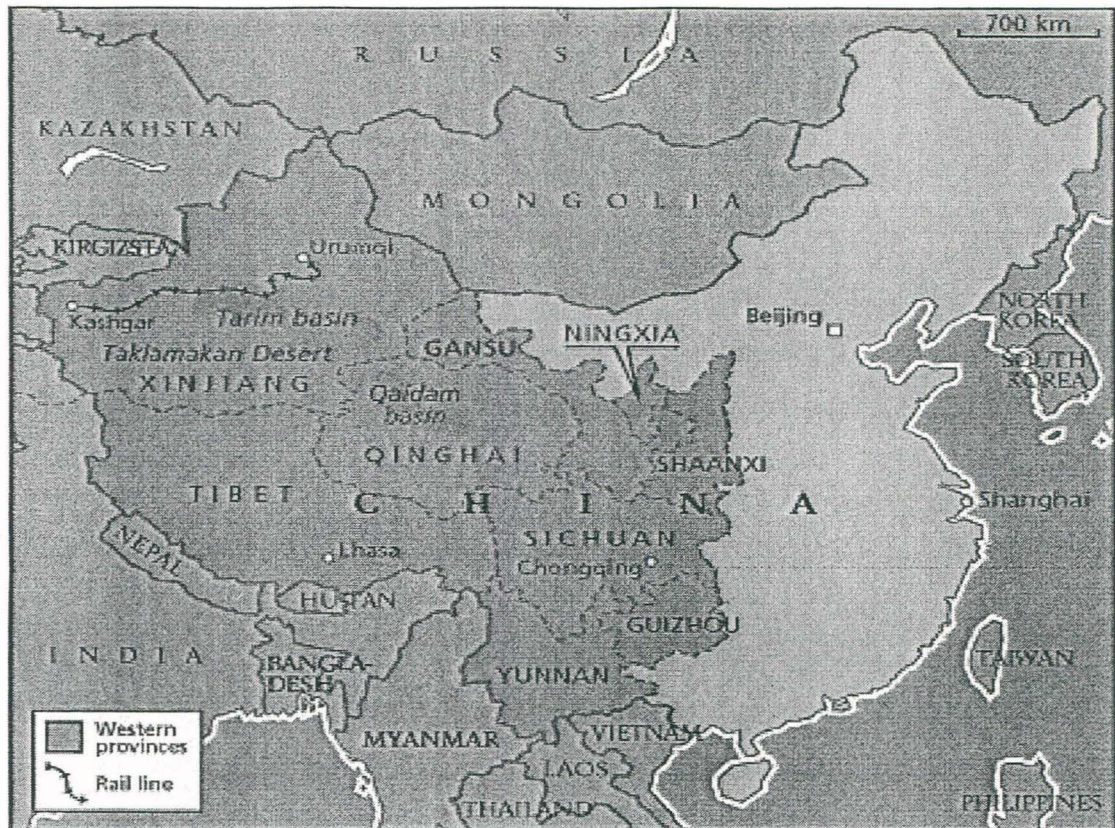 700 km
RUSSIA
KAZAKHSTAN
MONGOLIA
KIRGIZSTAN
Urumqi
Kashgar
Tarim basin
Taklamakan Desert
XINJIANG
GANSU
NINGXIA
Beijing
NORTH
KOREA
SOUTH
KOREA
Qaidam
basin
QINGHAI
SHAANXI
TIBET
CHINA
Shanghai
NEPAL
Lhasa
SICHUAN
Chongqing
HUSTAN
GUIZHOU
INDIA
BANGLA-
DESH
YUNNAN
TAIWAN
MYANMAR
VIETNAM
LAOS
THAILAND
PHILIPPINES
Western
provinces
Rail line